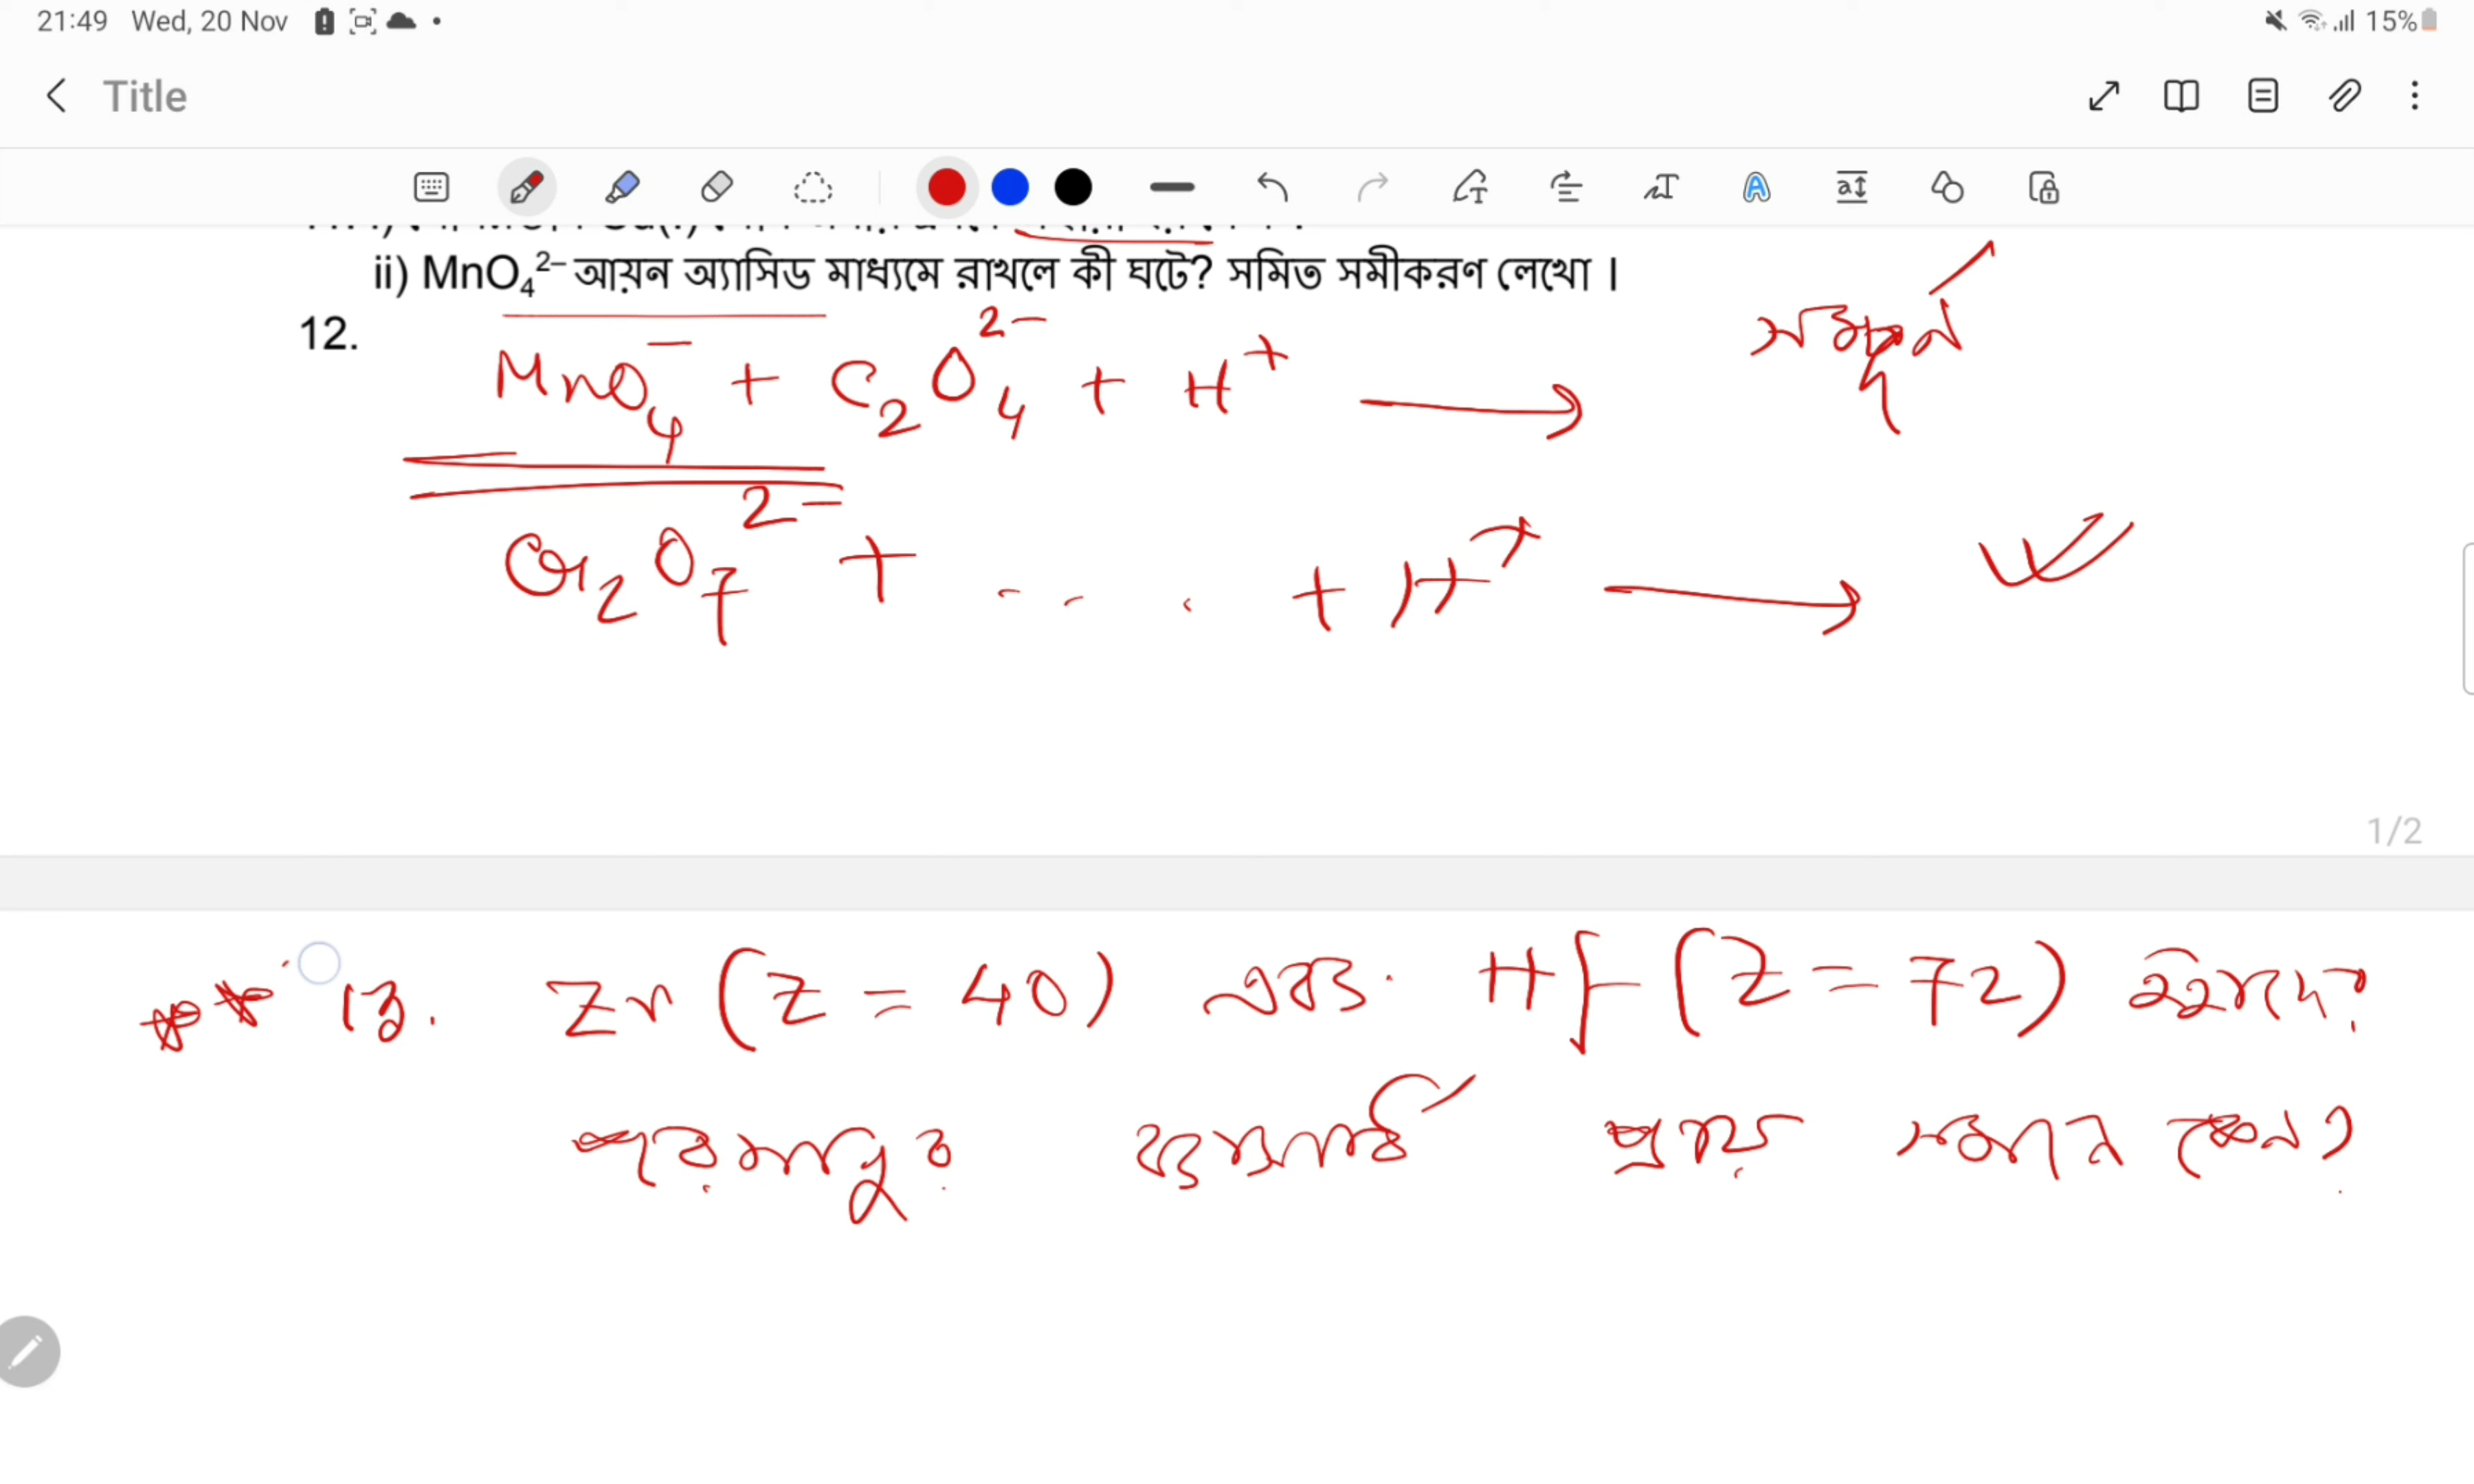 21:49 Wed, 20 Nov 15%
Title
ii) MnO₄²⁻ আয়ন অ্যাসিড মাধ্যমে রাখলে কী ঘটে? সমিত সমীকরণ লেখো ।
12.
MnO₄⁻ + C₂O₄²⁻ + H⁺ ⟶ সম্পূর্ণ
Cr₂O₇²⁻ + .... + H⁺ ⟶
1/2
** 13. Zr (Z = 40) এবং Hf (Z = 72)
পরমাণুর ব্যাসার্ধ প্রায় সমান কেন?